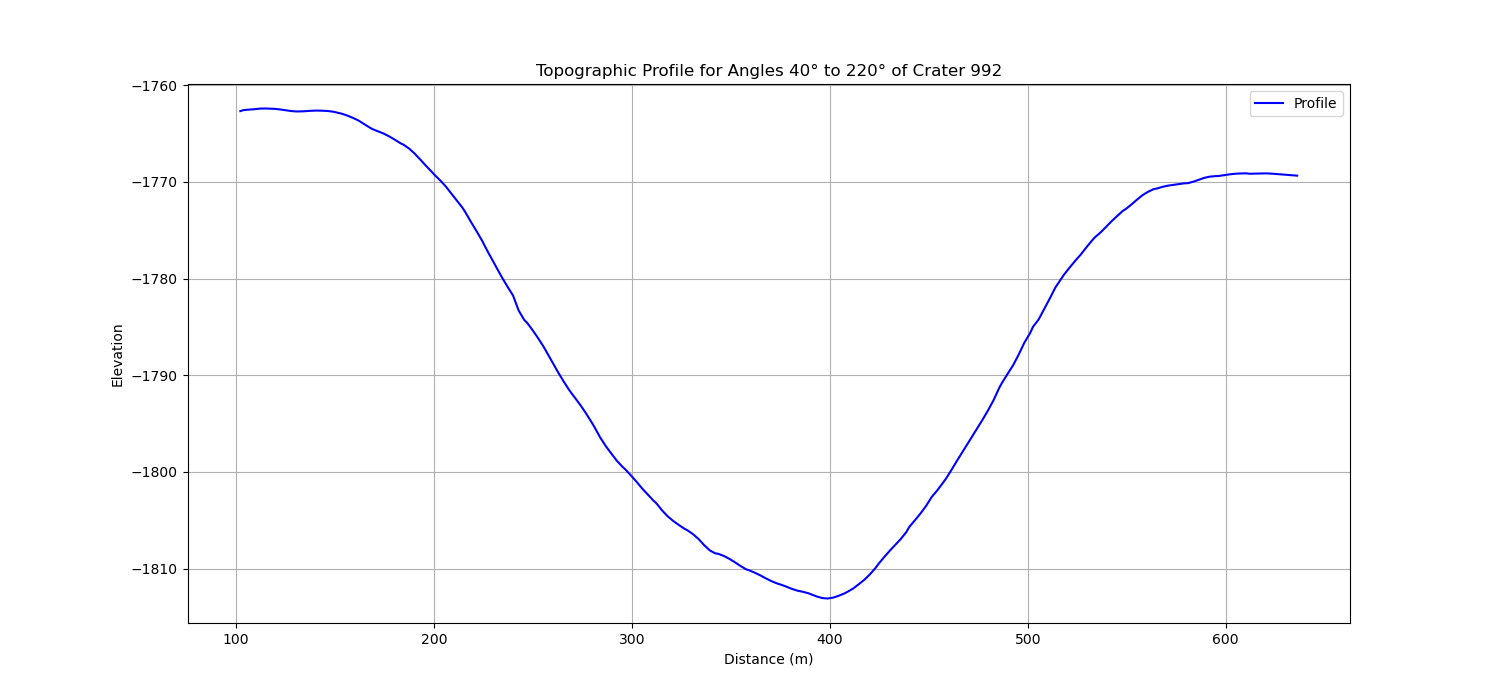 Topographic Profile for Angles 40° to 220° of Crater 992
Profile
Elevation
−1760
−1770
−1780
−1790
−1800
−1810
100 200 300 400 500 600
Distance (m)